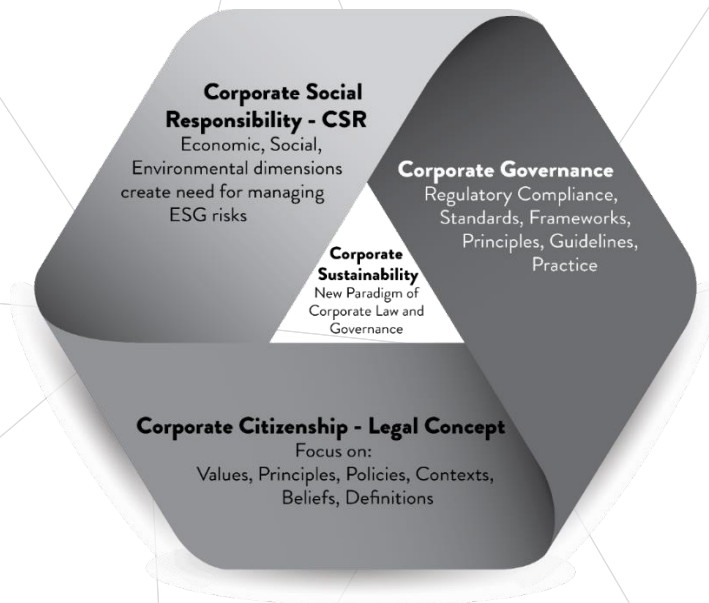 Corporate Social
Responsibility - CSR
Economic, Social,
Environmental dimensions
create need for managing
ESG risks
Corporate Governance
Regulatory Compliance,
Standards, Frameworks,
Principles, Guidelines,
Practice
Corporate
Sustainability
New Paradigm of
Corporate Law and
Governance
Corporate Citizenship - Legal Concept
Focus on:
Values, Principles, Policies, Contexts,
Beliefs, Definitions